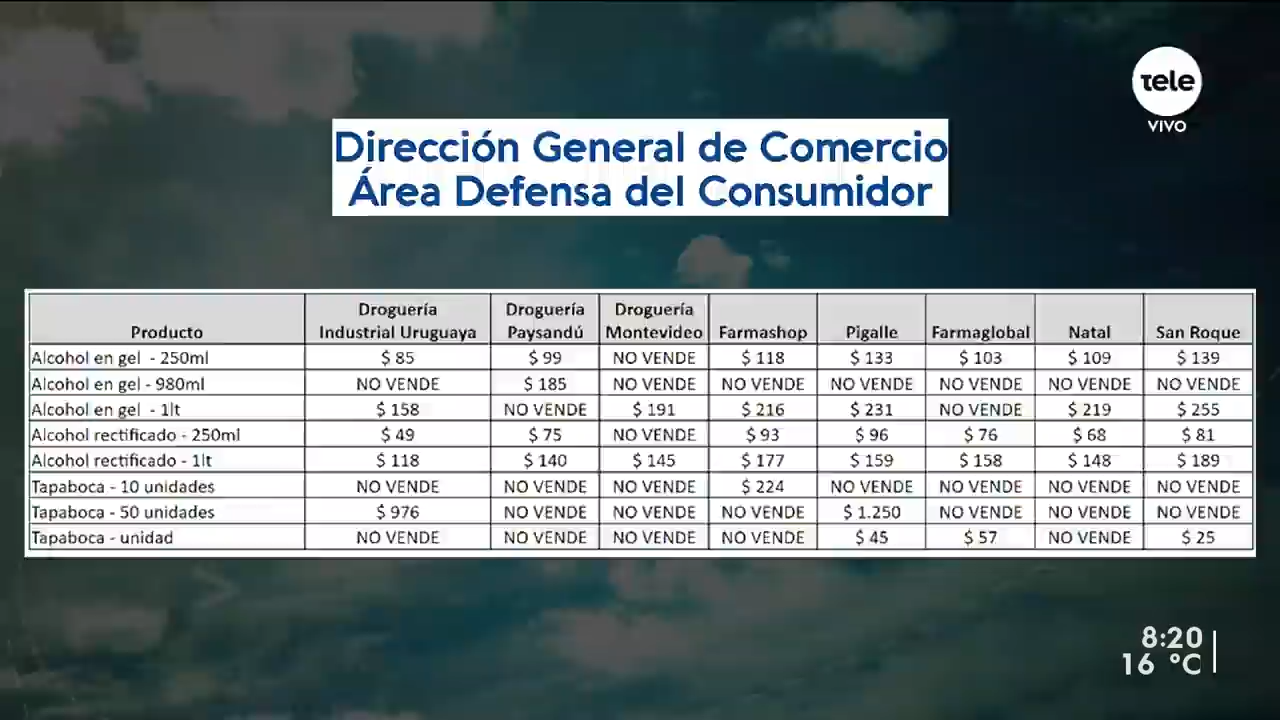 tele
VIVO
Dirección General de Comercio
Área Defensa del Consumidor
Producto Droguería Industrial Uruguaya Droguería Paysandú Droguería Montevideo Farmashop Pigalle Farmaglobal Natal San Roque
Alcohol en gel - 250ml $ 85 $ 99 NO VENDE $ 118 $ 133 $ 103 $ 109 $ 139
Alcohol en gel - 980ml NO VENDE $ 185 NO VENDE NO VENDE NO VENDE NO VENDE NO VENDE NO VENDE
Alcohol en gel - 1lt $ 158 NO VENDE $ 191 $ 216 $ 231 NO VENDE $ 219 $ 255
Alcohol rectificado - 250ml $ 49 $ 75 NO VENDE $ 93 $ 96 $ 76 $ 68 $ 81
Alcohol rectificado - 1lt $ 118 $ 140 $ 145 $ 177 $ 159 $ 158 $ 148 $ 189
Tapaboca - 10 unidades NO VENDE NO VENDE NO VENDE $ 224 NO VENDE NO VENDE NO VENDE NO VENDE
Tapaboca - 50 unidades $ 976 NO VENDE NO VENDE NO VENDE $ 1.250 NO VENDE NO VENDE NO VENDE
Tapaboca - unidad NO VENDE NO VENDE NO VENDE NO VENDE $ 45 $ 57 NO VENDE $ 25
8:20
16 °C